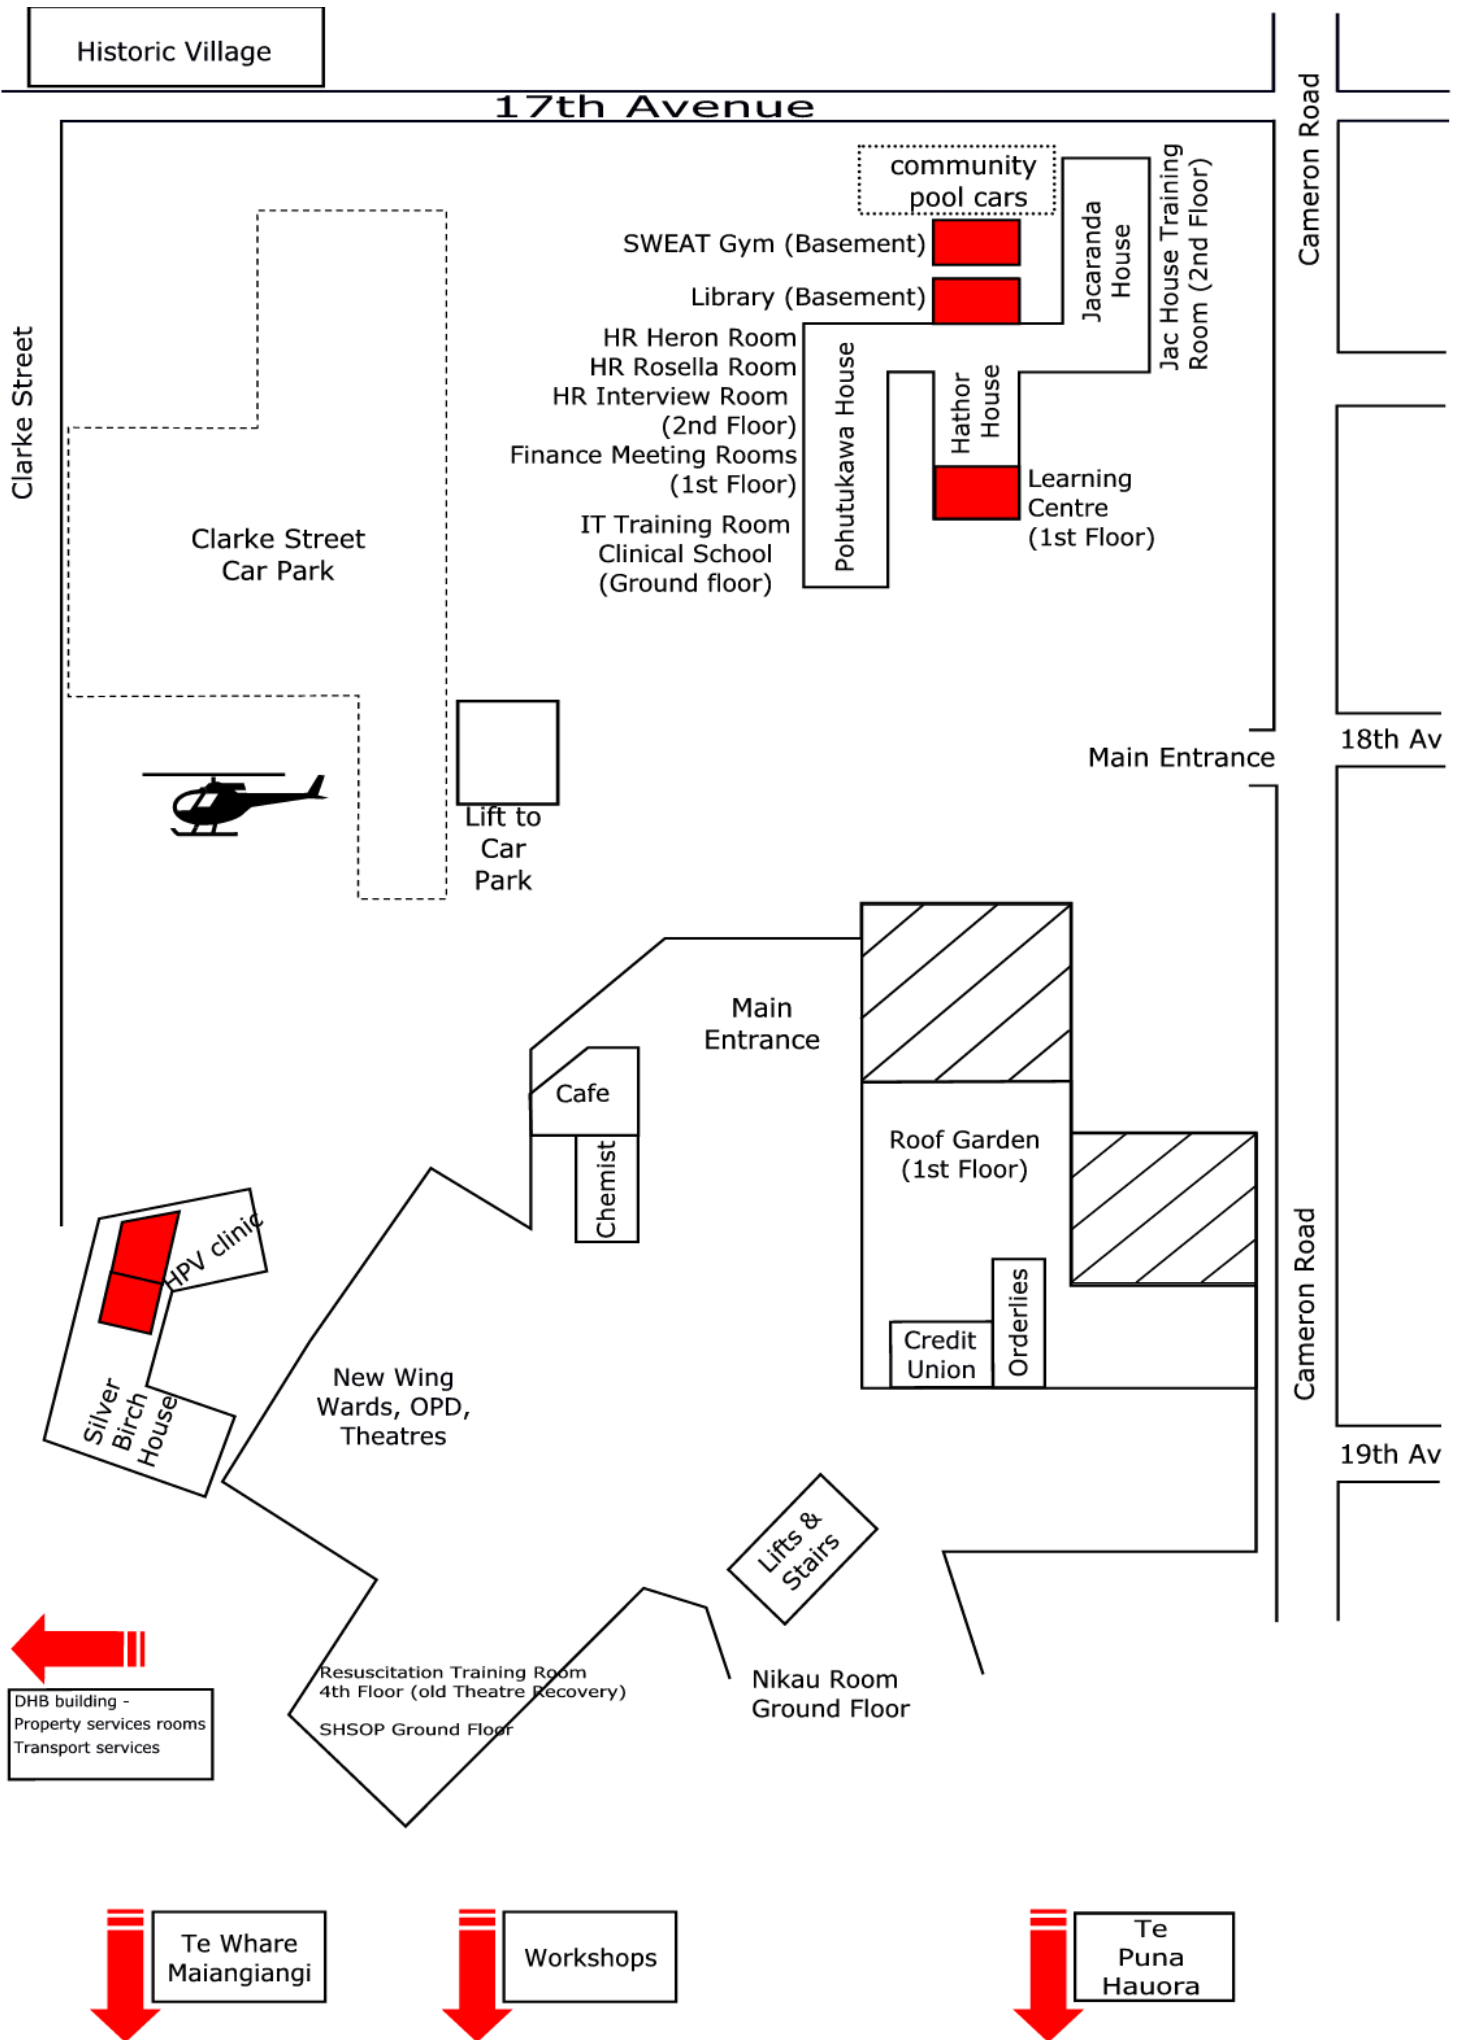 Historic Village
17th Avenue
Cameron Road
community
pool cars
Jacaranda
House
Jac House Training
Room (2nd Floor)
SWEAT Gym (Basement)
Library (Basement)
HR Heron Room
HR Rosella Room
HR Interview Room
(2nd Floor)
Finance Meeting Rooms
(1st Floor)
IT Training Room
Clinical School
(Ground floor)
Pohutukawa House
Hathor
House
Learning
Centre
(1st Floor)
Clarke Street
Clarke Street
Car Park
Lift to
Car
Park
Main Entrance
18th Av
Main
Entrance
Cafe
Chemist
Roof Garden
(1st Floor)
Orderlies
Credit
Union
Cameron Road
HPV clinic
Silver
Birch
House
New Wing
Wards, OPD,
Theatres
19th Av
Lifts &
Stairs
Resuscitation Training Room
4th Floor (old Theatre Recovery)
SHSOP Ground Floor
Nikau Room
Ground Floor
DHB building -
Property services rooms
Transport services
Te Whare
Maiangiangi
Workshops
Te
Puna
Hauora